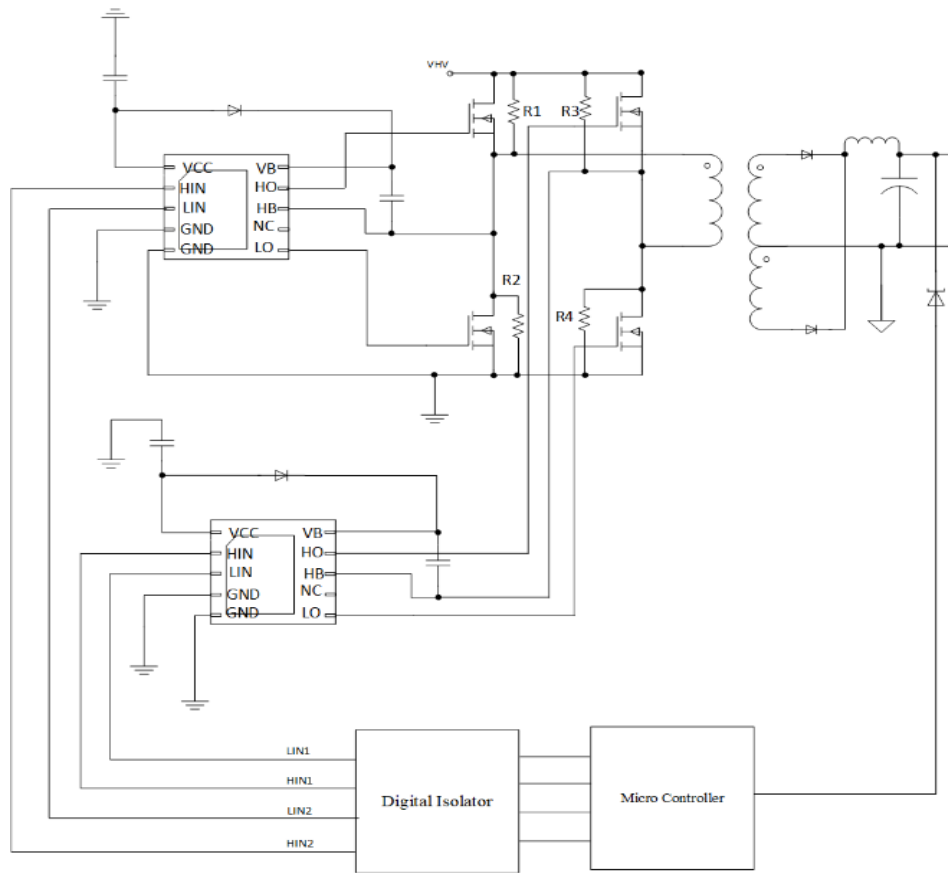 VHV
R1
R3
VCC
VB
HIN
HO
LIN
HB
GND
NC
GND
LO
R2
R4
VCC
VB
HIN
HO
LIN
HB
GND
NC
GND
LO
LIN1
HIN1
LIN2
HIN2
Digital Isolator
Micro Controller